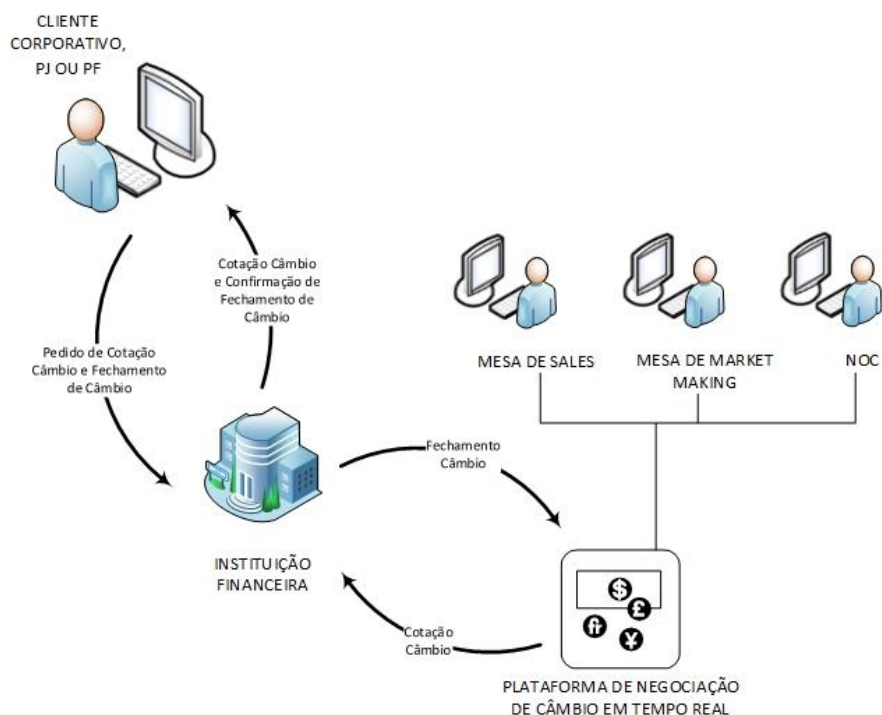 CLIENTE
CORPORATIVO,
PJ OU PF
Cotação Câmbio
e Confirmação de
Fechamento de
Câmbio
Pedido de Cotação
Câmbio e Fechamento
de Câmbio
MESA DE SALES
MESA DE MARKET
MAKING
NOC
Fechamento
Câmbio
INSTITUIÇÃO
FINANCEIRA
Cotação
Câmbio
$
£
¥
PLATAFORMA DE NEGOCIAÇÃO
DE CÂMBIO EM TEMPO REAL